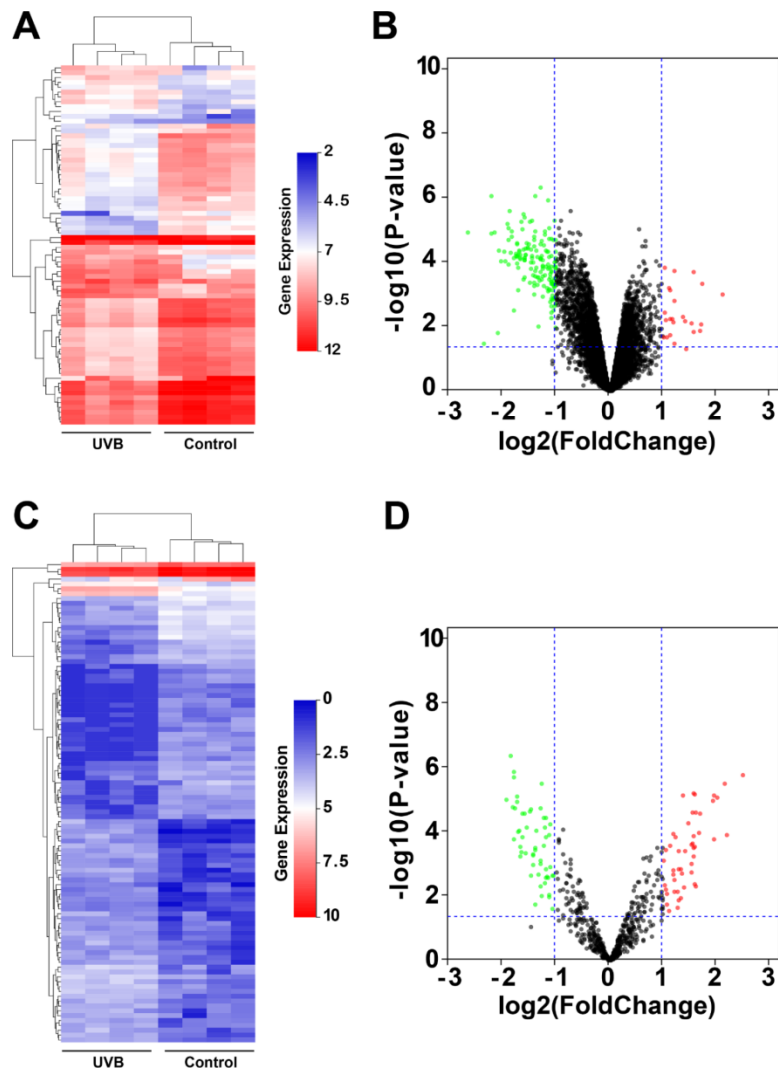 A
B
2
4.5
7
9.5
12
Gene Expression
UVB
Control
10
8
6
4
2
0
-log10(P-value)
-3
-2
-1
0
1
2
3
log2(FoldChange)
C
D
0
2.5
5
7.5
10
Gene Expression
UVB
Control
10
8
6
4
2
0
-log10(P-value)
-3
-2
-1
0
1
2
3
log2(FoldChange)